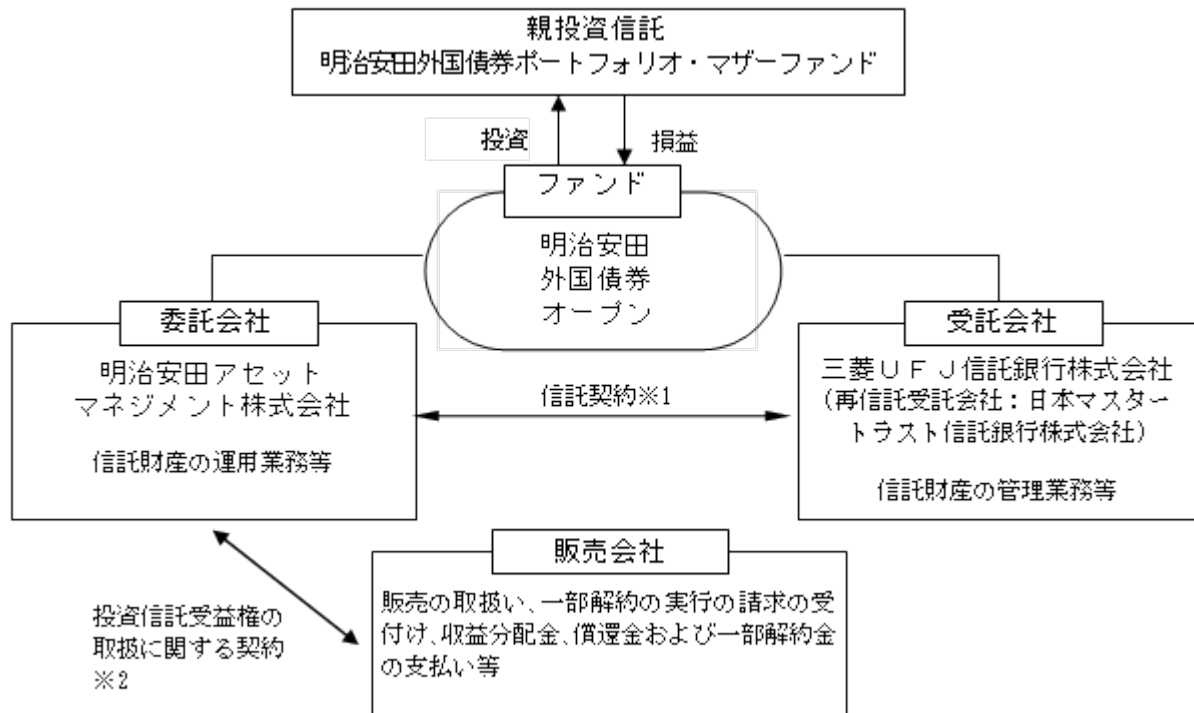 親投資信託
明治安田外国債券ポートフォリオ・マザーファンド
投資
損益
ファンド
明治安田
外国債券
オープン
委託会社
明治安田アセット
マネジメント株式会社
信託財産の運用業務等
信託契約※1
受託会社
三菱ＵＦＪ信託銀行株式会社
(再信託受託会社：日本マスター
トラスト信託銀行株式会社)
信託財産の管理業務等
投資信託受益権の
取扱に関する契約
※2
販売会社
販売の取扱い、一部解約の実行の請求の受
付け、収益分配金、償還金および一部解約金
の支払い等